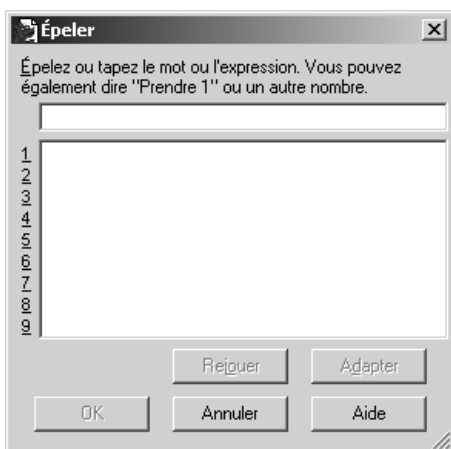 Épeler
Épelez ou tapez le mot ou l'expression. Vous pouvez
également dire "Prendre 1" ou un autre nombre.
1
2
3
4
5
6
7
8
9
Rejouer Adapter
OK Annuler Aide